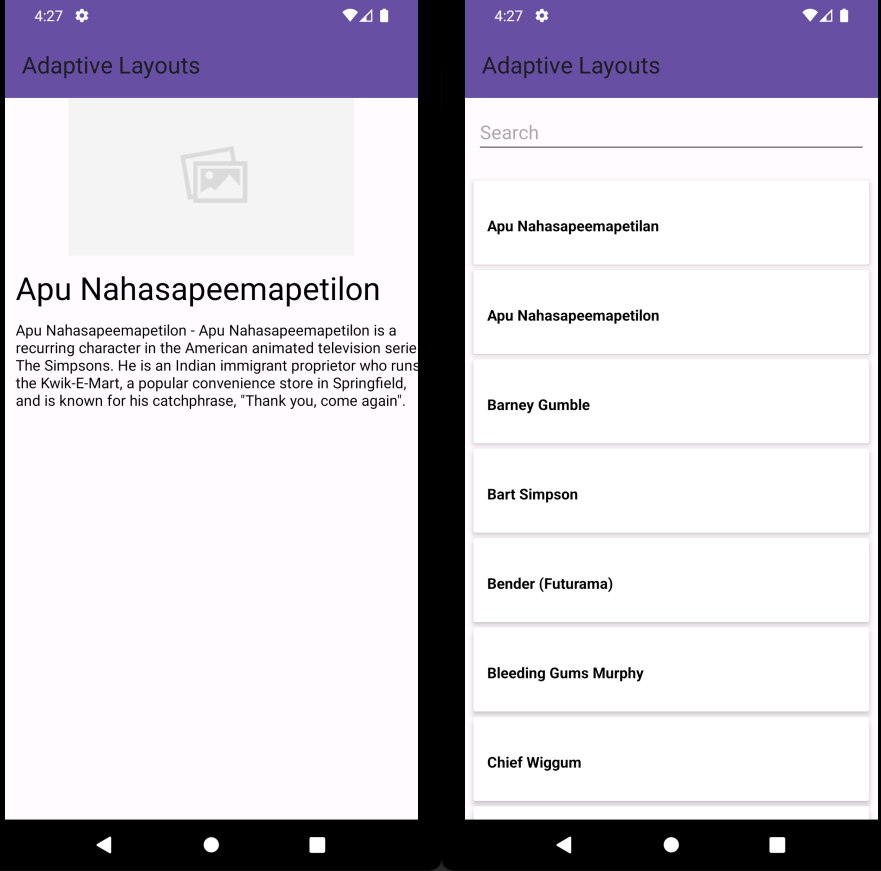 4:27
Adaptive Layouts
Apu Nahasapeemapetilon
Apu Nahasapeemapetilon - Apu Nahasapeemapetilon is a
recurring character in the American animated television serie
The Simpsons. He is an Indian immigrant proprietor who runs
the Kwik-E-Mart, a popular convenience store in Springfield,
and is known for his catchphrase, "Thank you, come again".
4:27
Adaptive Layouts
Search
Apu Nahasapeemapetilan
Apu Nahasapeemapetilon
Barney Gumble
Bart Simpson
Bender (Futurama)
Bleeding Gums Murphy
Chief Wiggum